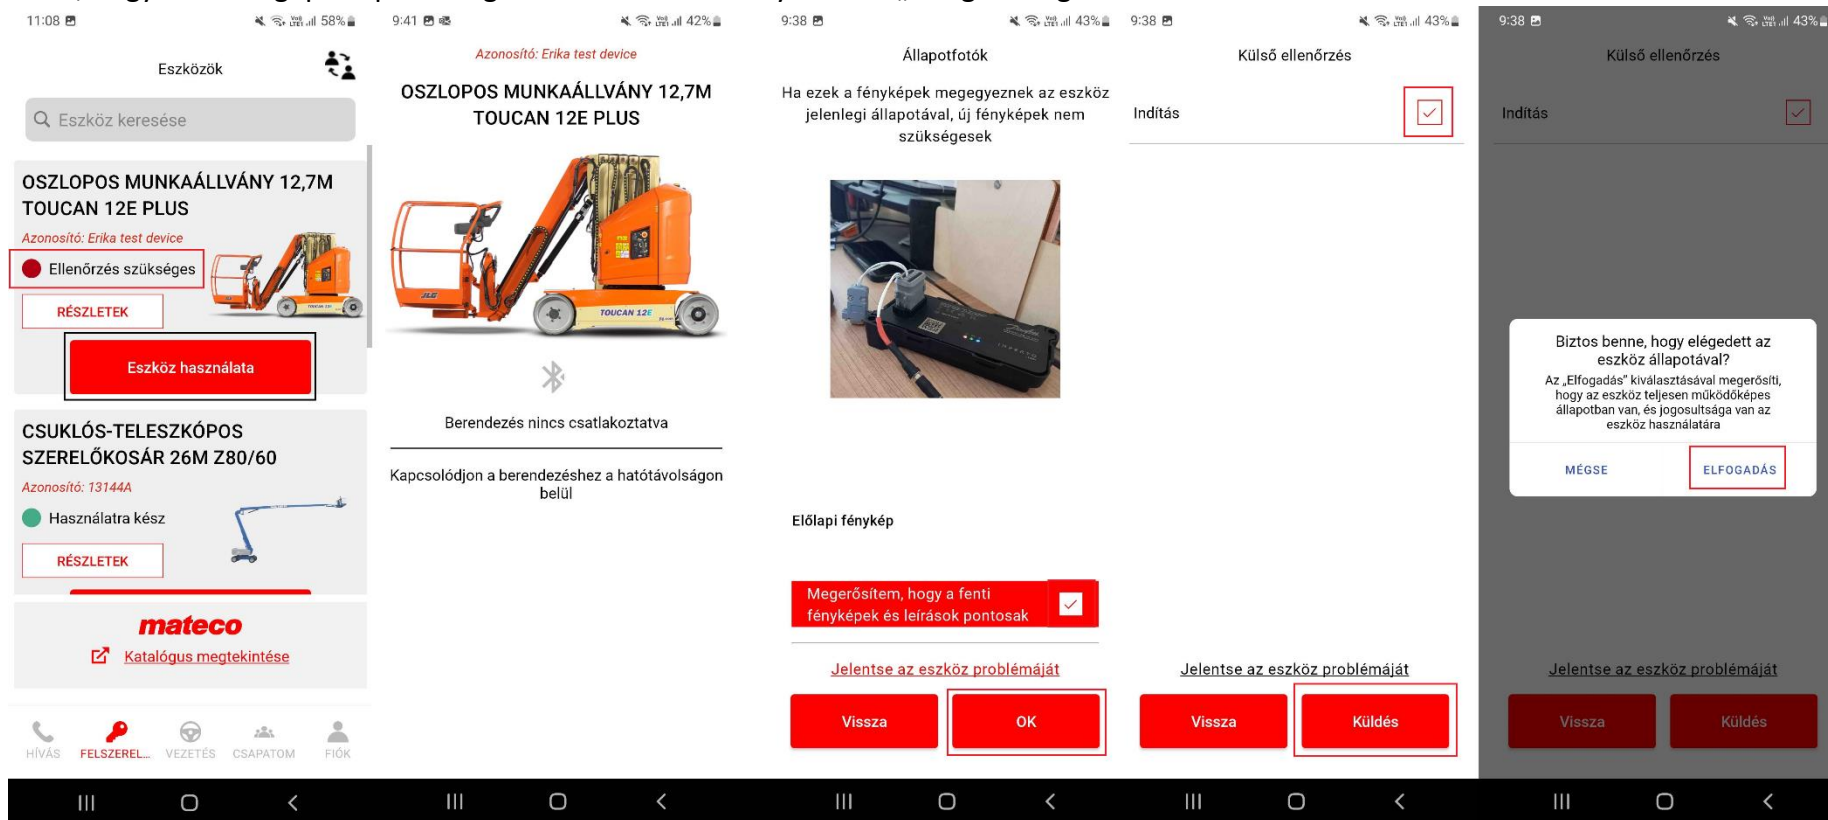 11:08
58%
Eszközök
Eszköz keresése
OSZLOPOS MUNKAÁLLVÁNY 12,7M
TOUCAN 12E PLUS
Azonosító: Erika test device
Ellenőrzés szükséges
RÉSZLETEK
Eszköz használata
CSUKLÓS-TELESZKÓPOS
SZERELŐKOSÁR 26M Z80/60
Azonosító: 13144A
Használatra kész
RÉSZLETEK
mateco
Katalógus megtekintése
HÍVÁS FELSZEREL... VEZETÉS CSAPATOM FIÓK
9:41
42%
Azonosító: Erika test device
OSZLOPOS MUNKAÁLLVÁNY 12,7M
TOUCAN 12E PLUS
JLG
TOUCAN 12E
Berendezés nincs csatlakoztatva
Kapcsolódjon a berendezéshez a hatótávolságon
belül
9:38
43%
Állapotfotók
Ha ezek a fényképek megegyeznek az eszköz
jelenlegi állapotával, új fényképek nem
szükségesek
Előlapi fénykép
Megerősítem, hogy a fenti
fényképek és leírások pontosak
Jelentse az eszköz problémáját
Vissza OK
9:38
43%
Külső ellenőrzés
Indítás
Jelentse az eszköz problémáját
Vissza Küldés
9:38
43%
Külső ellenőrzés
Indítás
Biztos benne, hogy elégedett az
eszköz állapotával?
Az „Elfogadás” kiválasztásával megerősíti,
hogy az eszköz teljesen működőképes
állapotban van, és jogosultsága van az
eszköz használatára
MÉGSE ELFOGADÁS
Jelentse az eszköz problémáját
Vissza Küldés